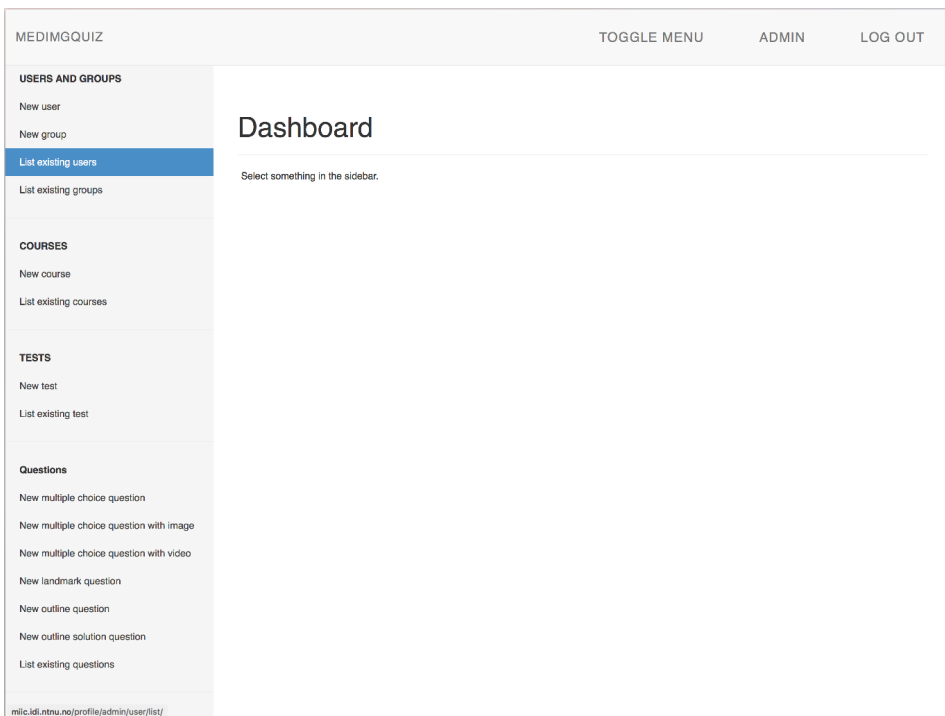 MEDIMGQUIZ
TOGGLE MENU ADMIN LOG OUT
USERS AND GROUPS
New user
New group
List existing users
List existing groups
COURSES
New course
List existing courses
TESTS
New test
List existing test
Questions
New multiple choice question
New multiple choice question with image
New multiple choice question with video
New landmark question
New outline question
New outline solution question
List existing questions
miic.idi.ntnu.no/profile/admin/user/list/
Dashboard
Select something in the sidebar.